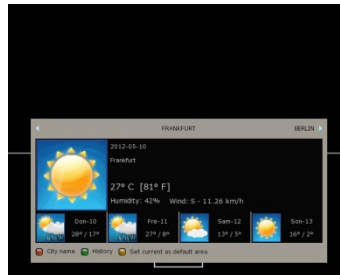 FRANKFURT BERLIN
2012-05-10
Frankfurt
27° C [81° F]
Humidity: 42% Wind: S - 11.26 km/h
Don-10 Fre-11 Sam-12 Son-13
28° / 17° 27° / 8° 13° / 5° 16° / 2°
City name History Set current as default area